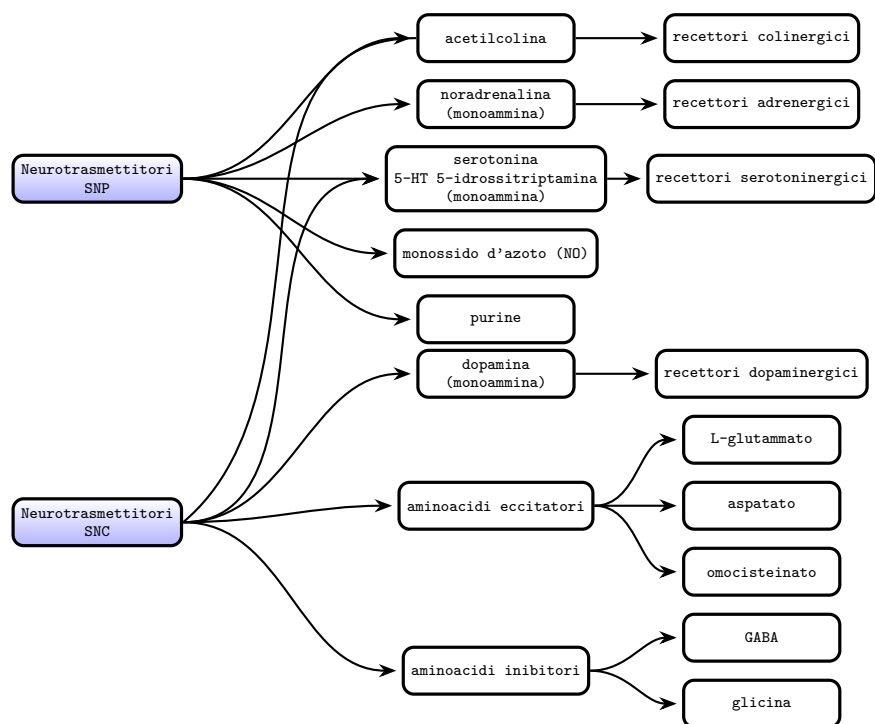 acetilcolina
recettori colinergici
noradrenalina
(monoammina)
recettori adrenergici
Neurotrasmettitori
SNP
serotonina
5-HT 5-idrossitriptamina
(monoammina)
recettori serotoninergici
monossido d'azoto (NO)
purine
dopamina
(monoammina)
recettori dopaminergici
L-glutammato
Neurotrasmettitori
SNC
aminoacidi eccitatori
aspatato
omocisteinato
aminoacidi inibitori
GABA
glicina